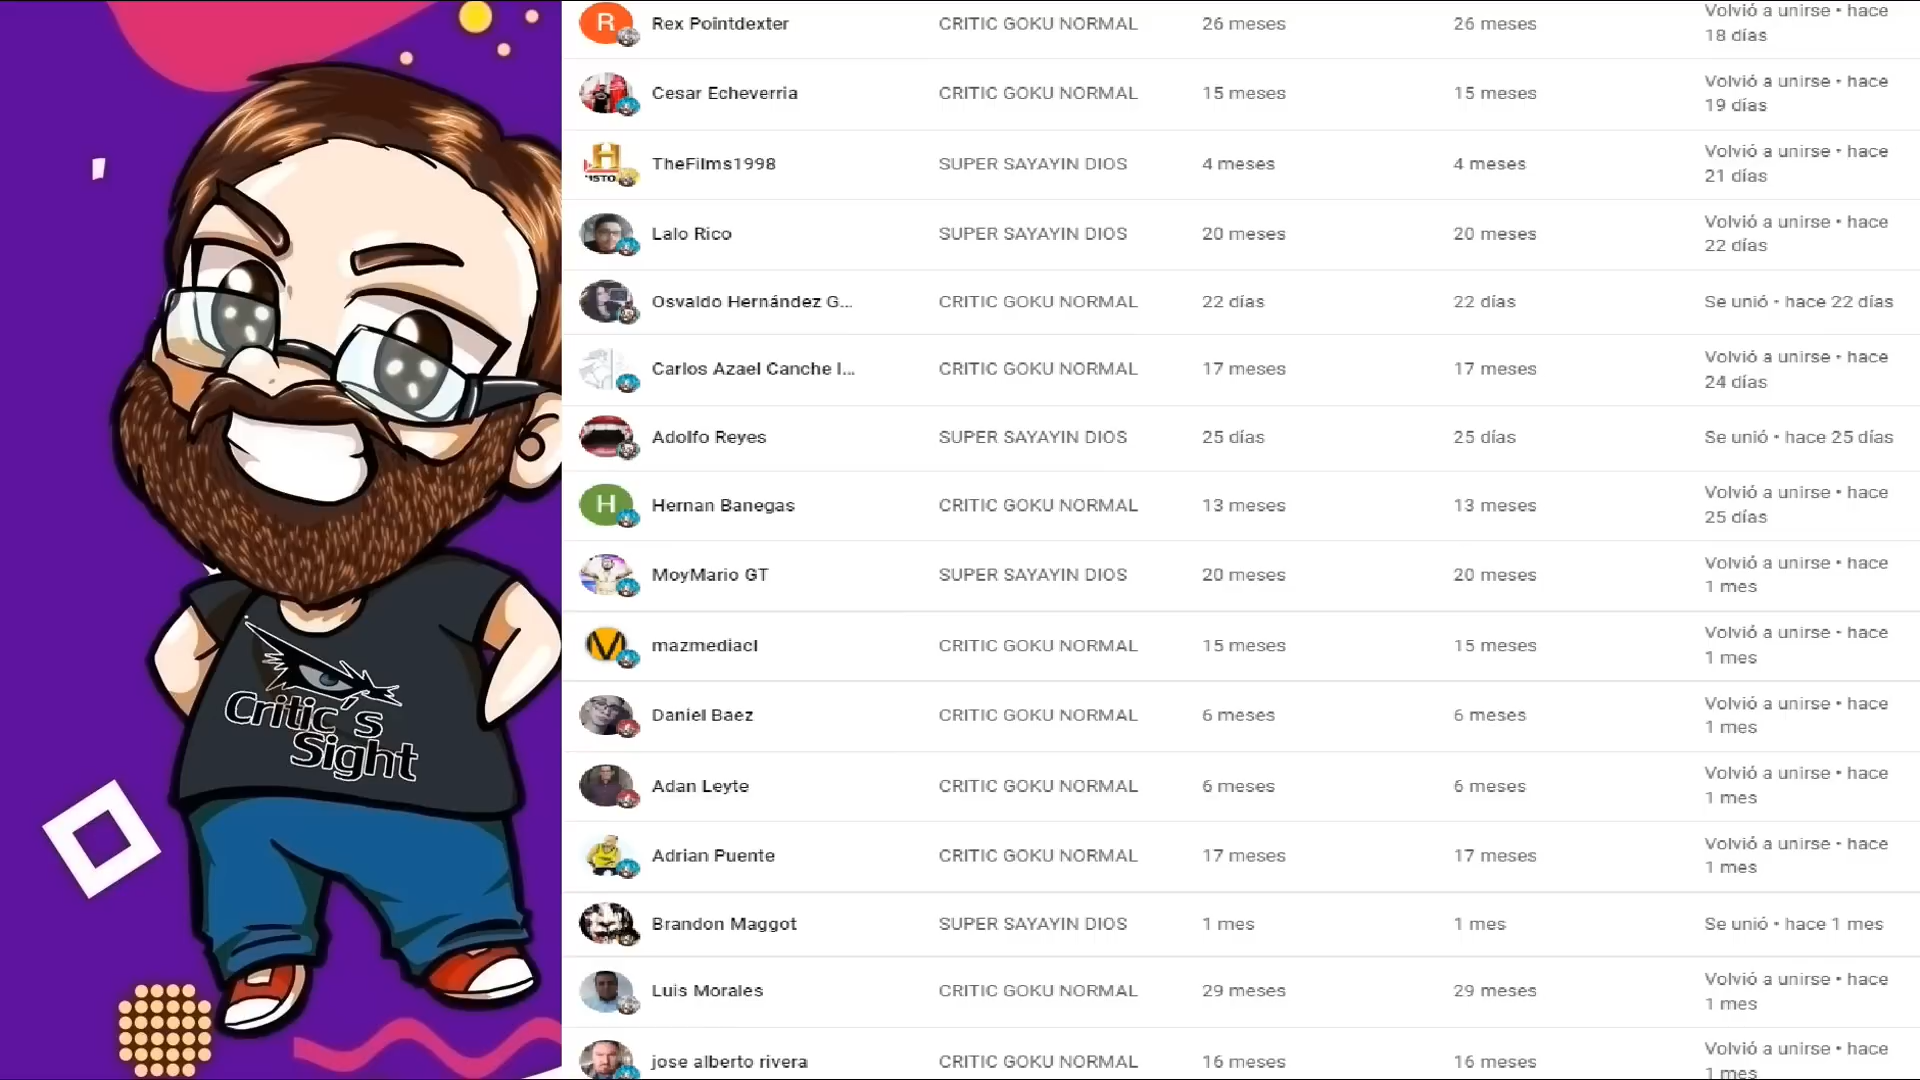 Critic's
Sight
R Rex Pointdexter CRITIC GOKU NORMAL 26 meses 26 meses Volvió a unirse • hace
18 días
Cesar Echeverria CRITIC GOKU NORMAL 15 meses 15 meses Volvió a unirse • hace
19 días
H TheFilms1998 SUPER SAYAYIN DIOS 4 meses 4 meses Volvió a unirse • hace
21 días
Lalo Rico SUPER SAYAYIN DIOS 20 meses 20 meses Volvió a unirse • hace
22 días
Osvaldo Hernández G... CRITIC GOKU NORMAL 22 días 22 días Se unió • hace 22 días
Carlos Azael Canche I... CRITIC GOKU NORMAL 17 meses 17 meses Volvió a unirse • hace
24 días
Adolfo Reyes SUPER SAYAYIN DIOS 25 días 25 días Se unió • hace 25 días
H Hernan Banegas CRITIC GOKU NORMAL 13 meses 13 meses Volvió a unirse • hace
25 días
MoyMario GT SUPER SAYAYIN DIOS 20 meses 20 meses Volvió a unirse • hace
1 mes
mazmediacl CRITIC GOKU NORMAL 15 meses 15 meses Volvió a unirse • hace
1 mes
Daniel Baez CRITIC GOKU NORMAL 6 meses 6 meses Volvió a unirse • hace
1 mes
Adan Leyte CRITIC GOKU NORMAL 6 meses 6 meses Volvió a unirse • hace
1 mes
Adrian Puente CRITIC GOKU NORMAL 17 meses 17 meses Volvió a unirse • hace
1 mes
Brandon Maggot SUPER SAYAYIN DIOS 1 mes 1 mes Se unió • hace 1 mes
Luis Morales CRITIC GOKU NORMAL 29 meses 29 meses Volvió a unirse • hace
1 mes
jose alberto rivera CRITIC GOKU NORMAL 16 meses 16 meses Volvió a unirse • hace
1 mes